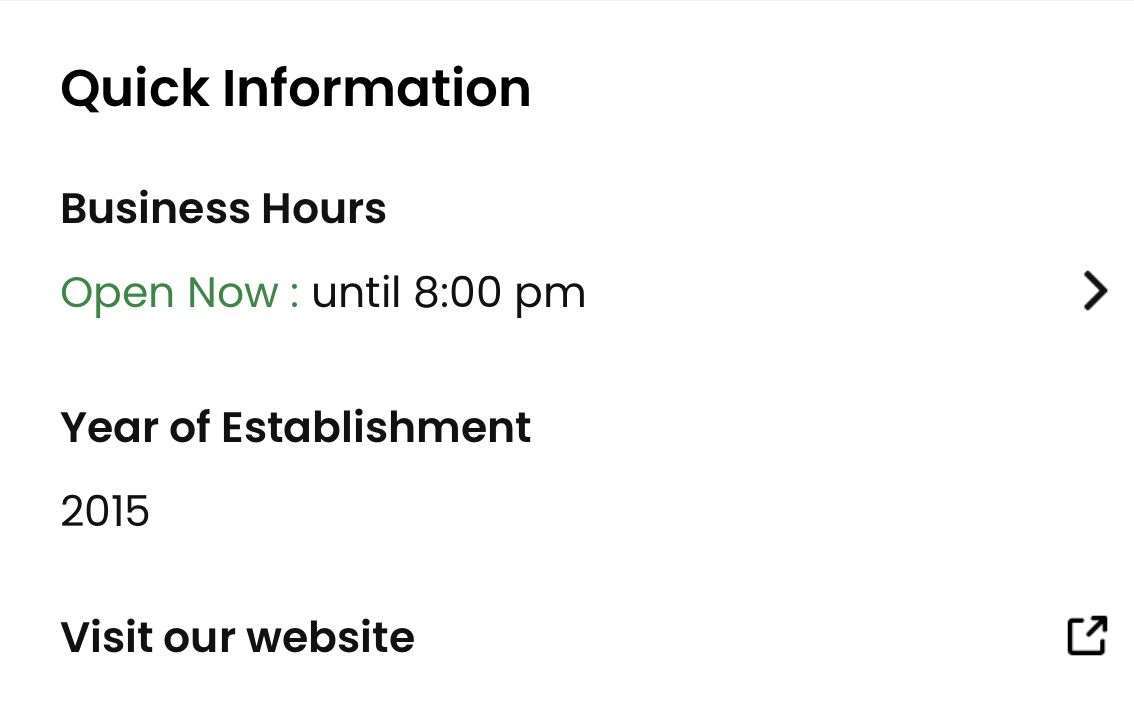 Quick Information
Business Hours
Open Now : until 8:00 pm
Year of Establishment
2015
Visit our website